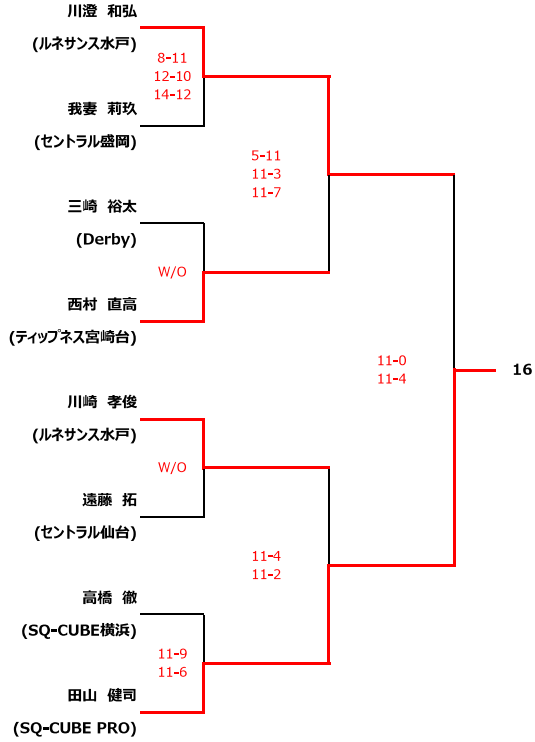 川澄 和弘
(ルネサンス水戸)
8-11
12-10
14-12
我妻 莉玖
(セントラル盛岡)
5-11
11-3
11-7
三崎 裕太
(Derby)
W/O
西村 直高
(ティップネス宮崎台)
11-0
11-4
16
川崎 孝俊
(ルネサンス水戸)
W/O
遠藤 拓
(セントラル仙台)
11-4
11-2
高橋 徹
(SQ-CUBE横浜)
11-9
11-6
田山 健司
(SQ-CUBE PRO)